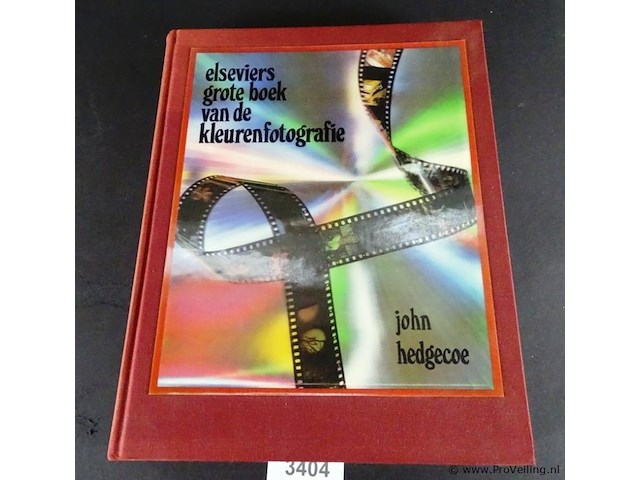 elseviers
grote boek
van de
kleurenfotografie
john
hedgecoe
3404
© www.ProVeiling.nl